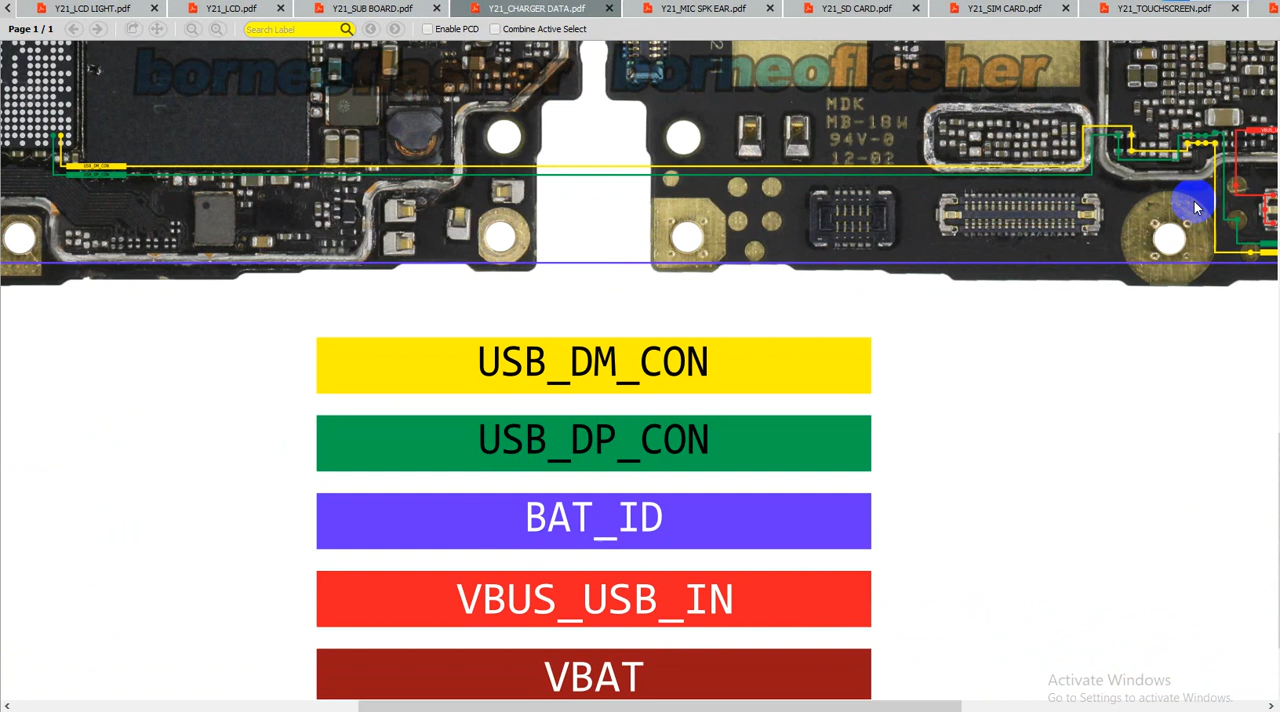 Y21_LCD LIGHT.pdf
Y21_LCD.pdf
Y21_SUB BOARD.pdf
Y21_CHARGER DATA.pdf
Y21_MIC SPK EAR.pdf
Y21_SD CARD.pdf
Y21_SIM CARD.pdf
Y21_TOUCHSCREEN.pdf
Page 1 / 1
Search Label
Enable PCD
Combine Active Select
borneoflasher
borneoflasher
MDK
MB-18W
94V-0
12-02
USB_DM_CON
USB_DP_CON
USB_DM_CON
USB_DP_CON
BAT_ID
VBUS_USB_IN
VBAT
Activate Windows
Go to Settings to activate Windows.